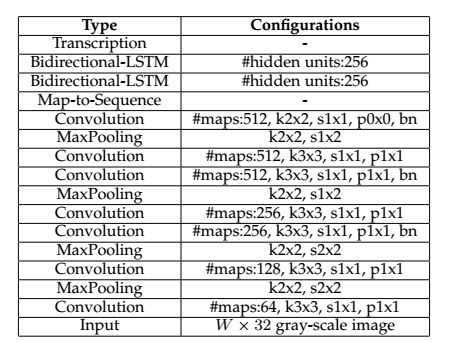 Type Configurations
Transcription -
Bidirectional-LSTM #hidden units:256
Bidirectional-LSTM #hidden units:256
Map-to-Sequence -
Convolution #maps:512, k2x2, s1x1, p0x0, bn
MaxPooling k2x2, s1x2
Convolution #maps:512, k3x3, s1x1, p1x1
Convolution #maps:512, k3x3, s1x1, p1x1, bn
MaxPooling k2x2, s1x2
Convolution #maps:256, k3x3, s1x1, p1x1
Convolution #maps:256, k3x3, s1x1, p1x1, bn
MaxPooling k2x2, s2x2
Convolution #maps:128, k3x3, s1x1, p1x1
MaxPooling k2x2, s2x2
Convolution #maps:64, k3x3, s1x1, p1x1
Input W × 32 gray-scale image